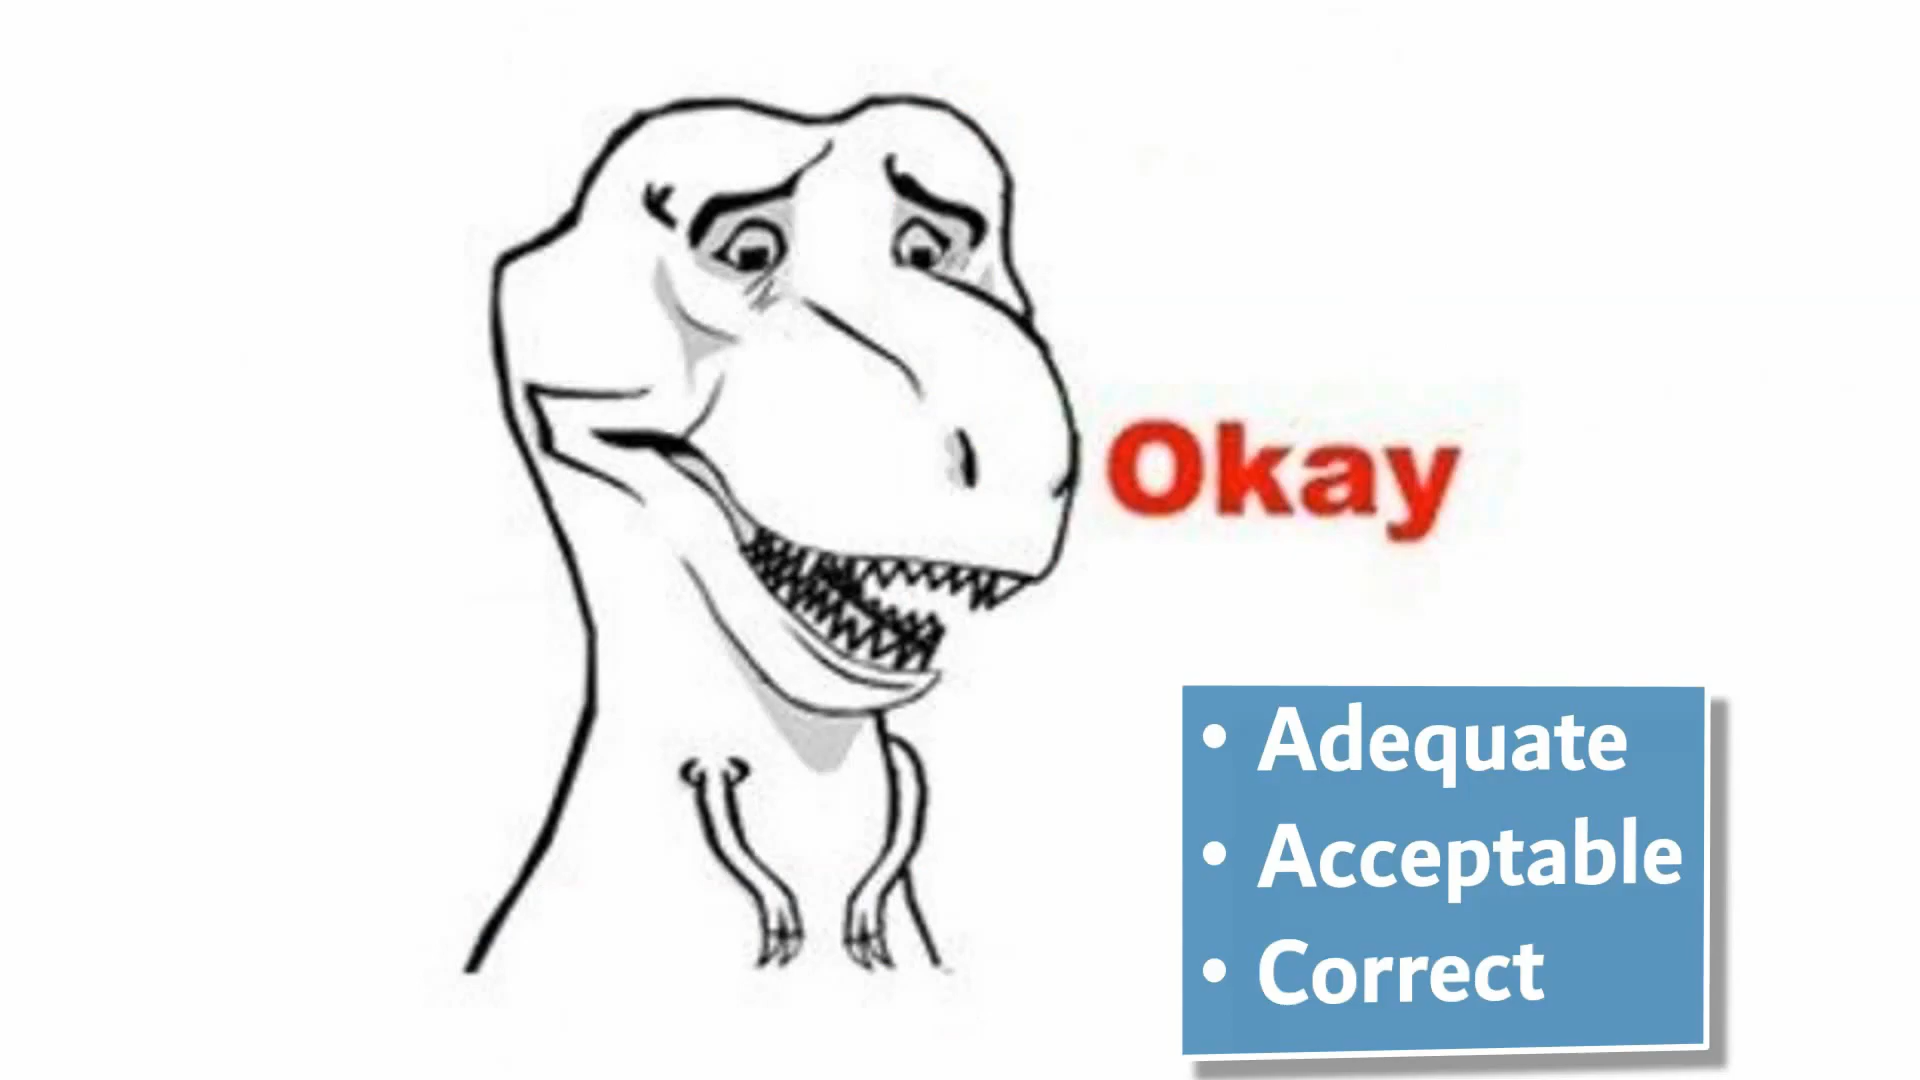 Okay
• Adequate
• Acceptable
• Correct